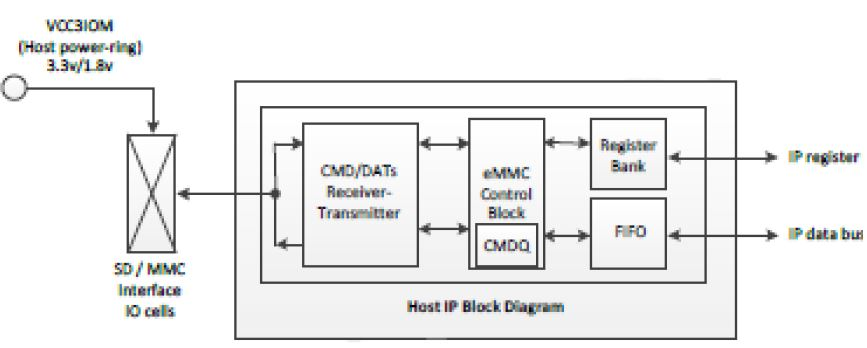 VCC3IOM
(Host power-ring)
3.3v/1.8v
CMD/DATs
Receiver-
Transmitter
eMMC
Control
Block
CMDQ
Register
Bank
FIFO
IP register
IP data bus
SD / MMC
Interface
IO cells
Host IP Block Diagram